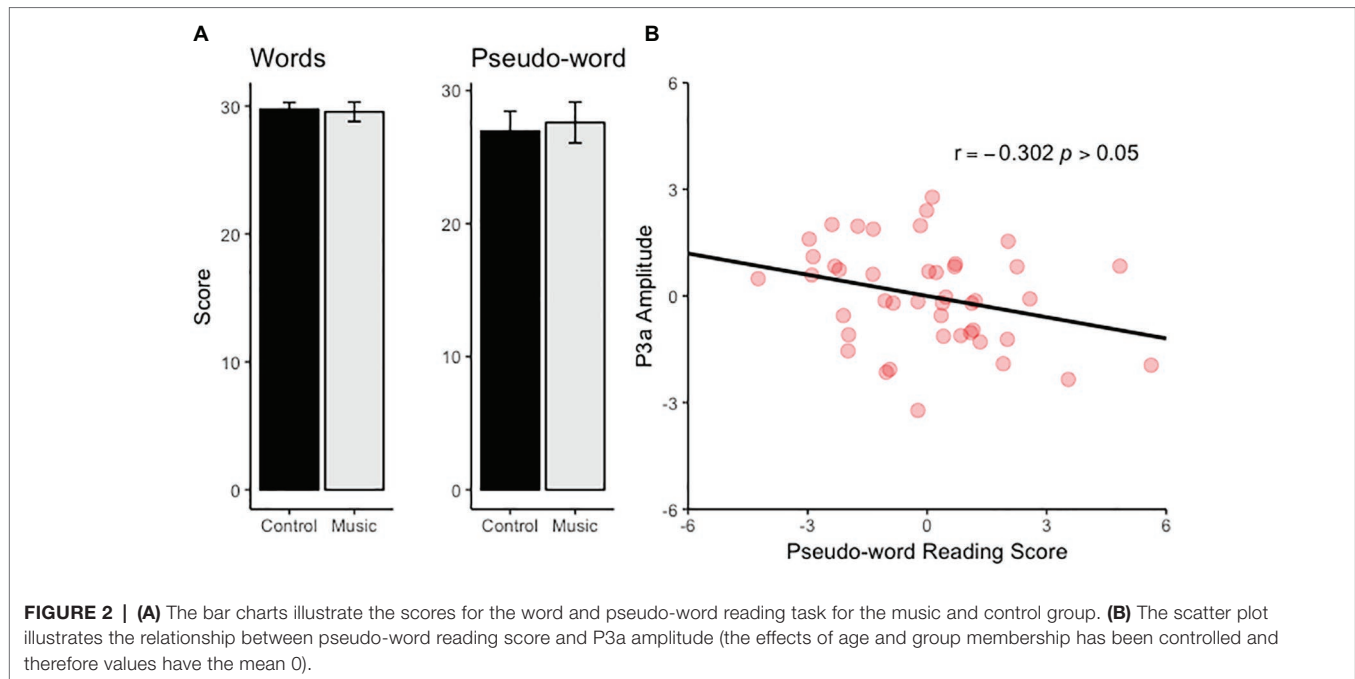 A
Words
Pseudo-word
B
Score
30
20
10
0
Control Music
30
20
10
0
Control Music
6
3
0
-3
-6
P3a Amplitude
r = −0.302 p > 0.05
-6 -3 0 3 6
Pseudo-word Reading Score
FIGURE 2 | (A) The bar charts illustrate the scores for the word and pseudo-word reading task for the music and control group. (B) The scatter plot
illustrates the relationship between pseudo-word reading score and P3a amplitude (the effects of age and group membership has been controlled and
therefore values have the mean 0).